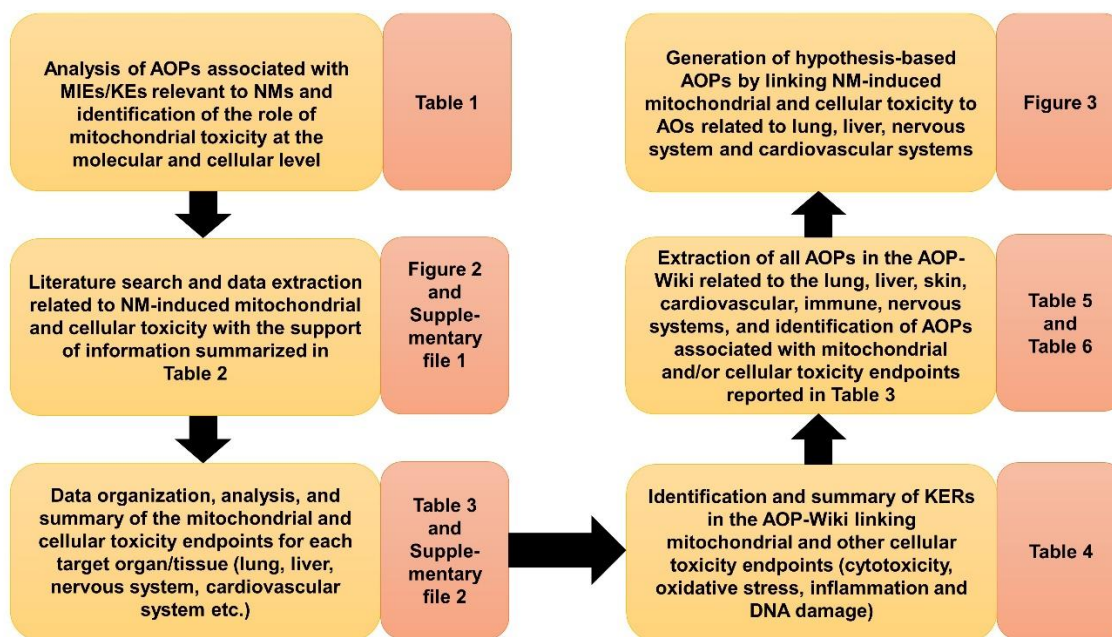 Analysis of AOPs associated with
MIEs/KEs relevant to NMs and
identification of the role of
mitochondrial toxicity at the
molecular and cellular level
Table 1
Literature search and data extraction
related to NM-induced mitochondrial
and cellular toxicity with the support
of information summarized in
Table 2
Figure 2
and
Supple-
mentary
file 1
Data organization, analysis, and
summary of the mitochondrial and
cellular toxicity endpoints for each
target organ/tissue (lung, liver,
nervous system, cardiovascular
system etc.)
Table 3
and
Supple-
mentary
file 2
Identification and summary of KERs
in the AOP-Wiki linking
mitochondrial and other cellular
toxicity endpoints (cytotoxicity,
oxidative stress, inflammation and
DNA damage)
Table 4
Extraction of all AOPs in the AOP-
Wiki related to the lung, liver, skin,
cardiovascular, immune, nervous
systems, and identification of AOPs
associated with mitochondrial
and/or cellular toxicity endpoints
reported in Table 3
Table 5
and
Table 6
Generation of hypothesis-based
AOPs by linking NM-induced
mitochondrial and cellular toxicity to
AOs related to lung, liver, nervous
system and cardiovascular systems
Figure 3